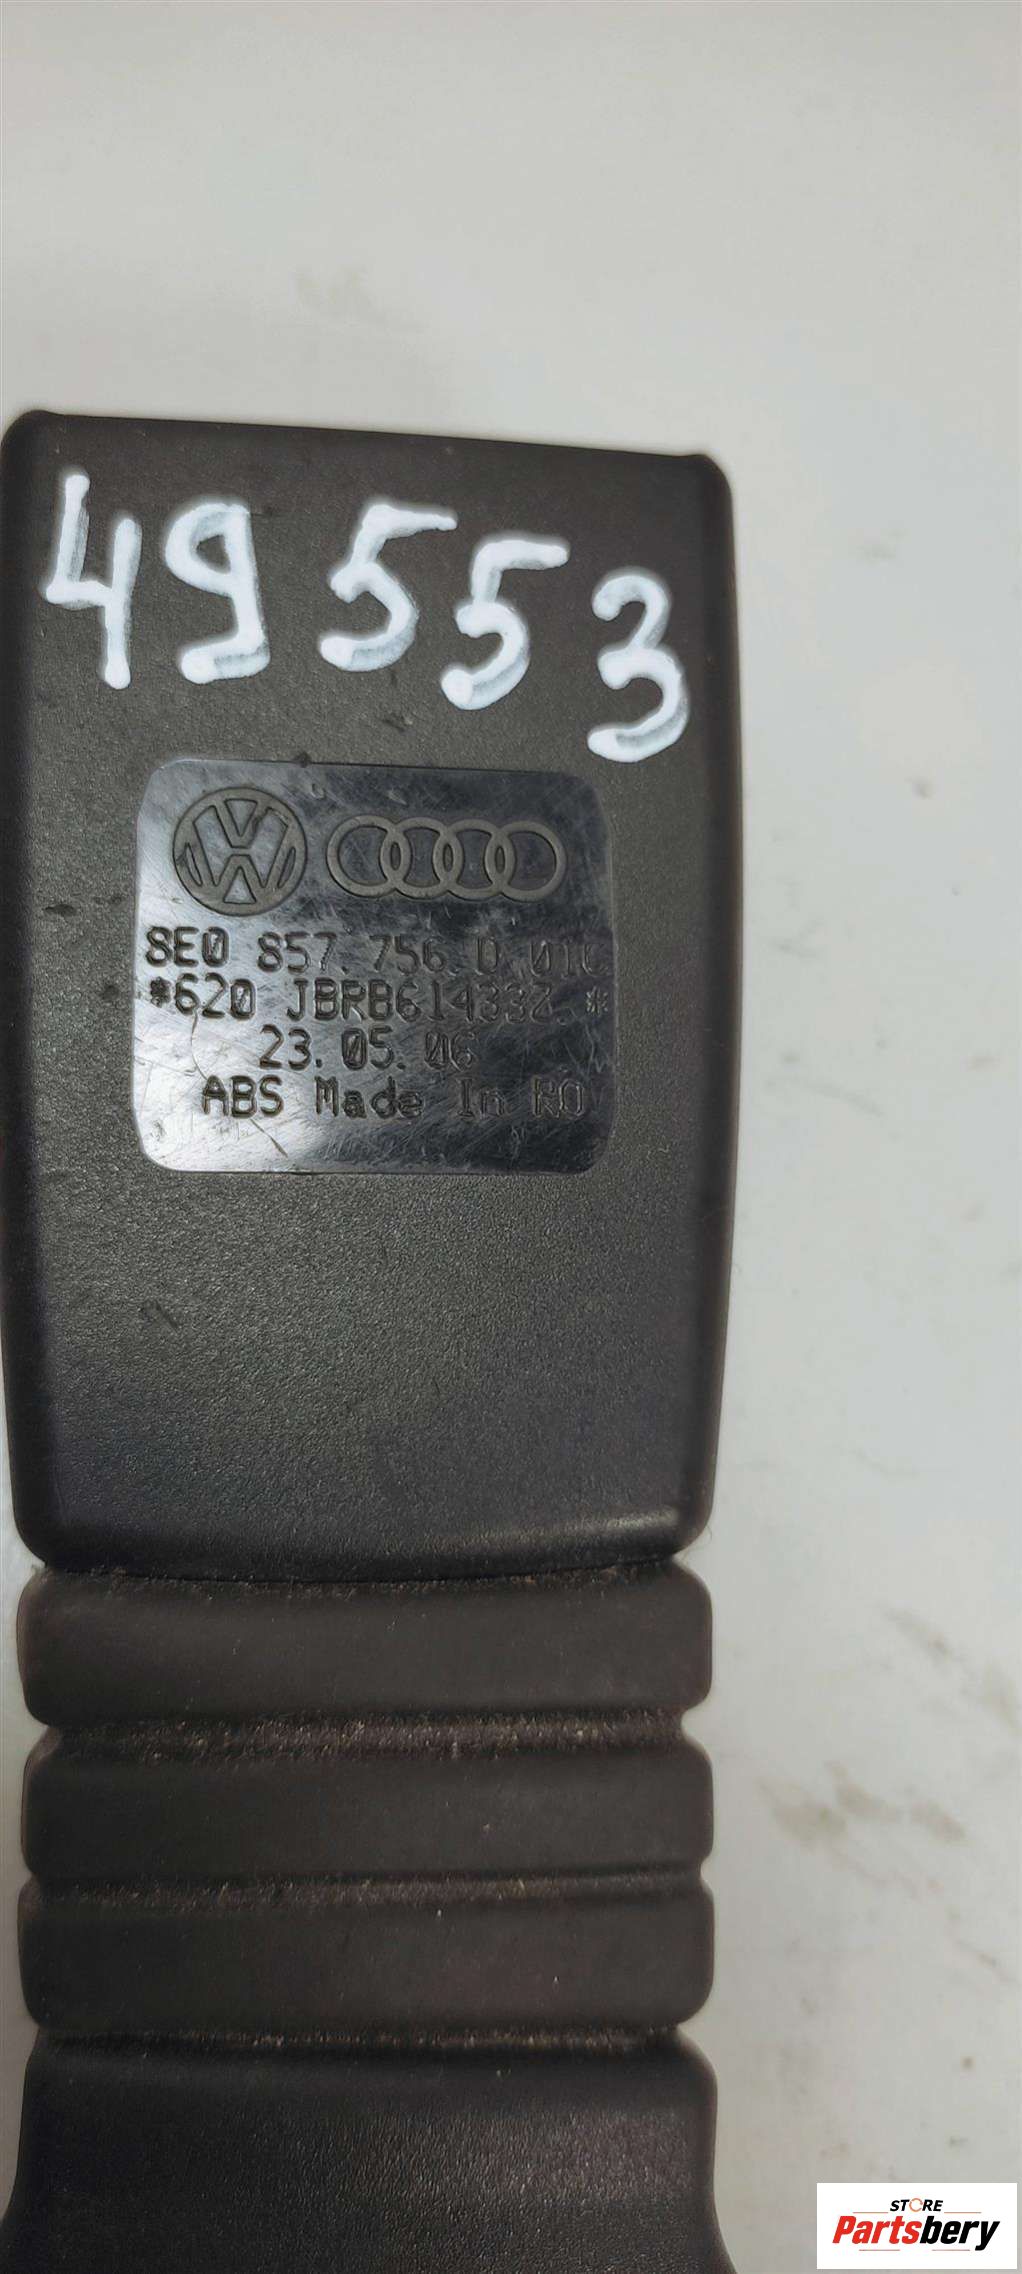 49553
8E0 857.756.D 01C
*620 JBRB614332.*
23.05.06
ABS Made In RO
STORE
Partsbery